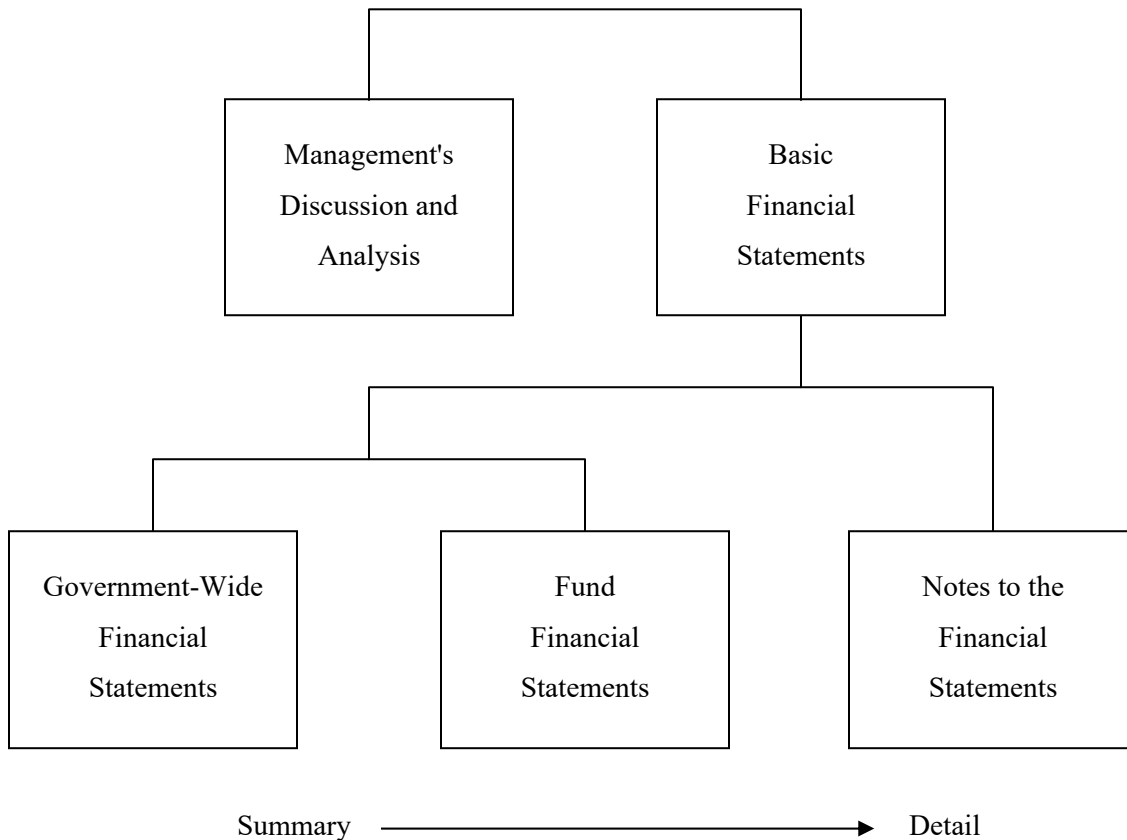 Management's
Discussion and
Analysis
Basic
Financial
Statements
Government-Wide
Financial
Statements
Fund
Financial
Statements
Notes to the
Financial
Statements
Summary
Detail